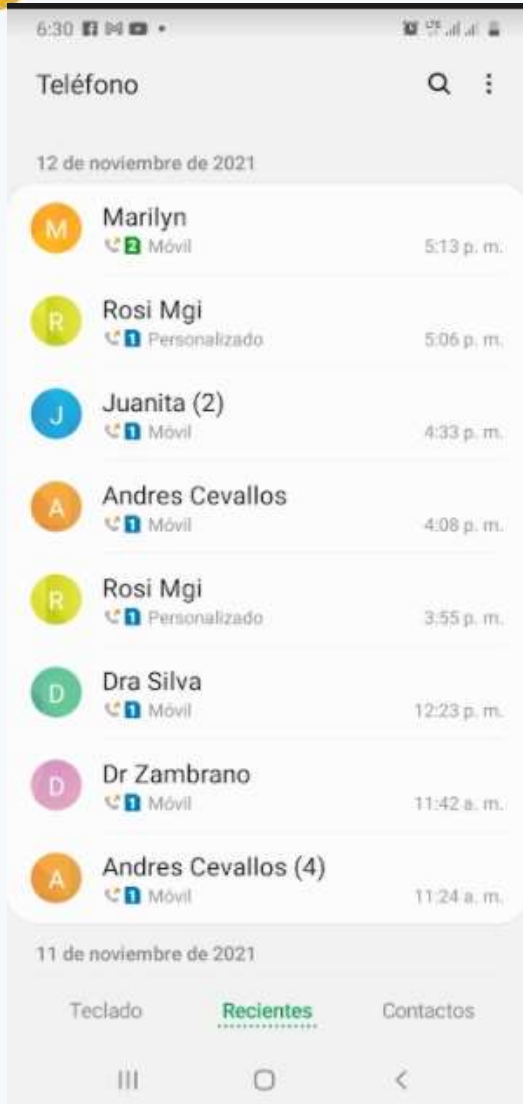 6:30
LTE
Teléfono
12 de noviembre de 2021
M
Marilyn
2 Móvil
5:13 p. m.
R
Rosi Mgi
1 Personalizado
5:06 p. m.
J
Juanita (2)
1 Móvil
4:33 p. m.
A
Andres Cevallos
1 Móvil
4:08 p. m.
R
Rosi Mgi
1 Personalizado
3:55 p. m.
D
Dra Silva
1 Móvil
12:23 p. m.
D
Dr Zambrano
1 Móvil
11:42 a. m.
A
Andres Cevallos (4)
1 Móvil
11:24 a. m.
11 de noviembre de 2021
Teclado Recientes Contactos